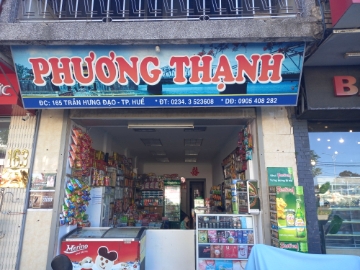 PHƯƠNG THẠNH
ĐC: 165 TRẦN HƯNG ĐẠO - TP. HUẾ * ĐT: 0234. 3 523608 * DĐ: 0905 408 282
B
Merino